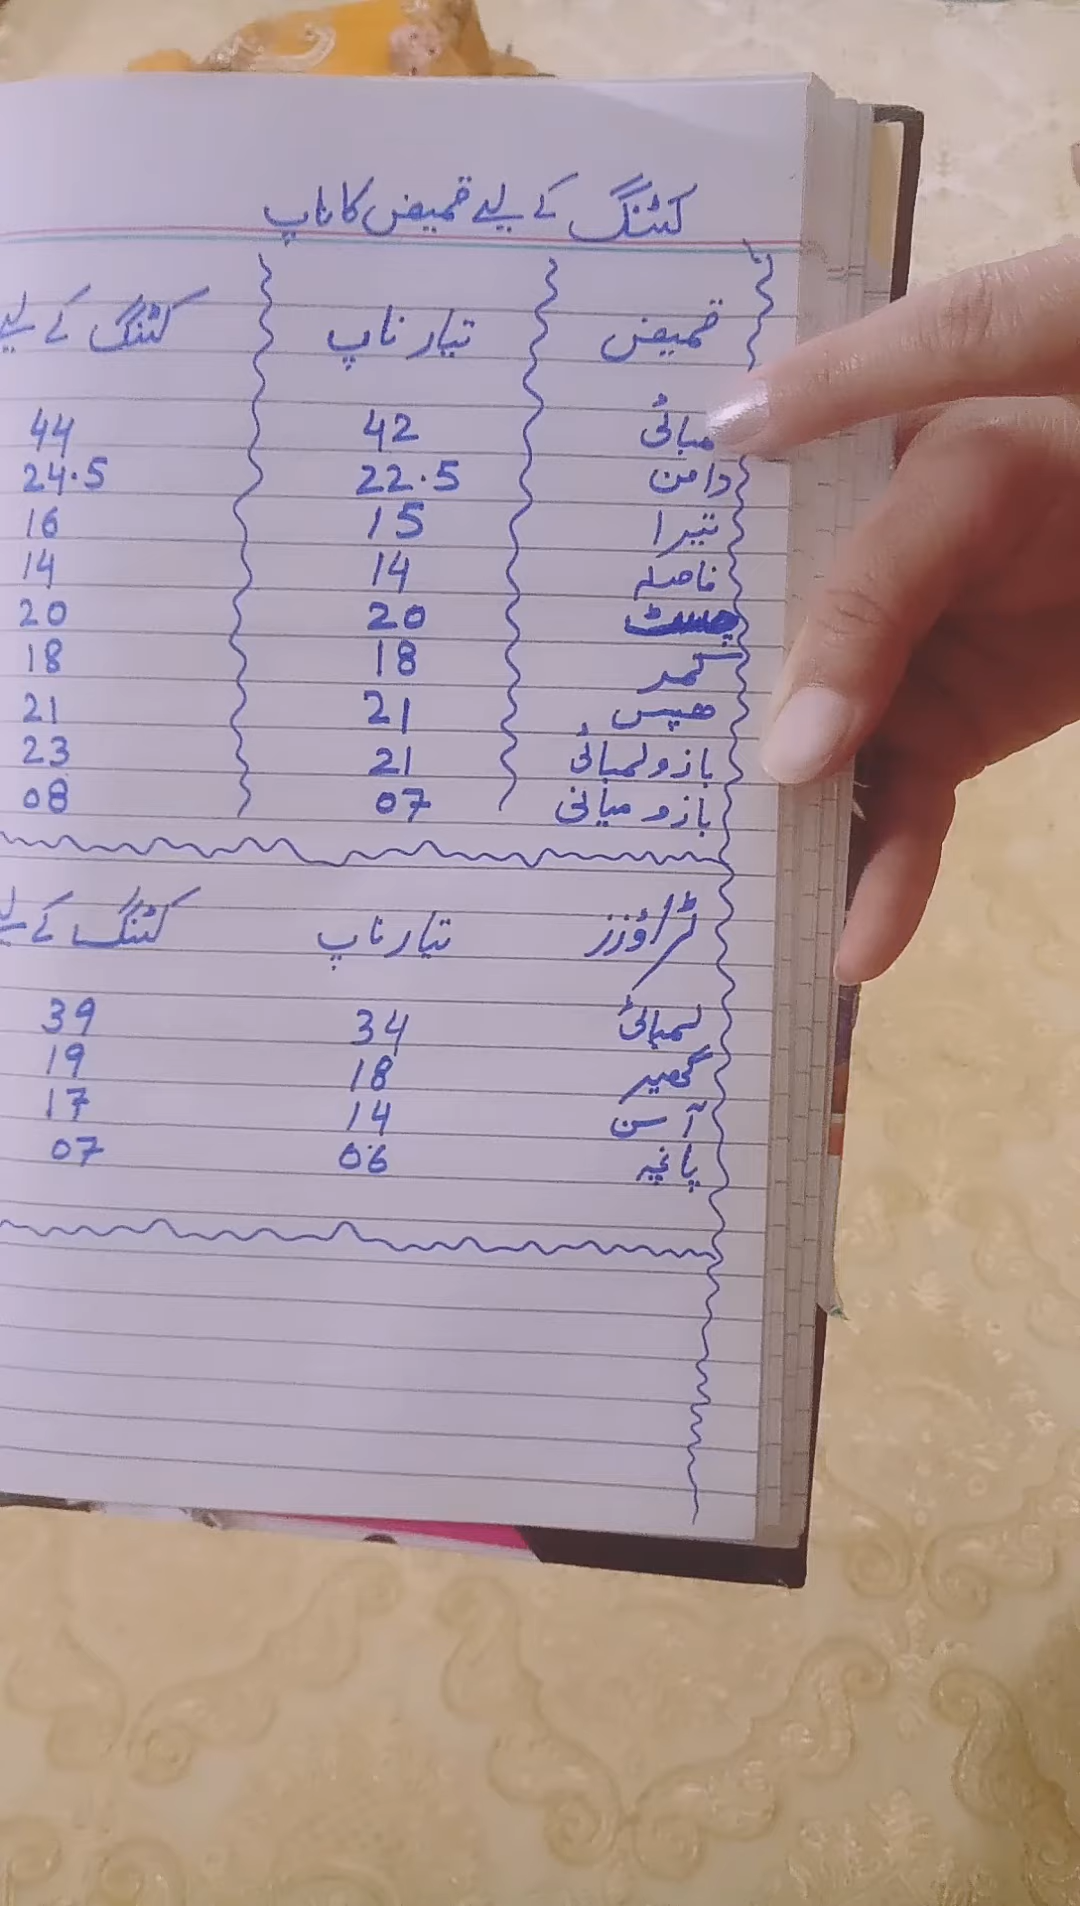 کٹنگ کے لیے قمیض کا ناپ
قمیض تیار ناپ کٹنگ کے لیے
لمبائی 42 44
دامن 22.5 24.5
تیرا 15 16
فاصلہ 14 14
چسٹ 20 20
کمر 18 18
ھپس 21 21
بازو لمبائی 21 23
بازو میانی 07 08
ٹراؤزز تیار ناپ کٹنگ کے لیے
لمبائی 34 39
گھیر 18 19
آسن 14 17
پانچہ 06 07